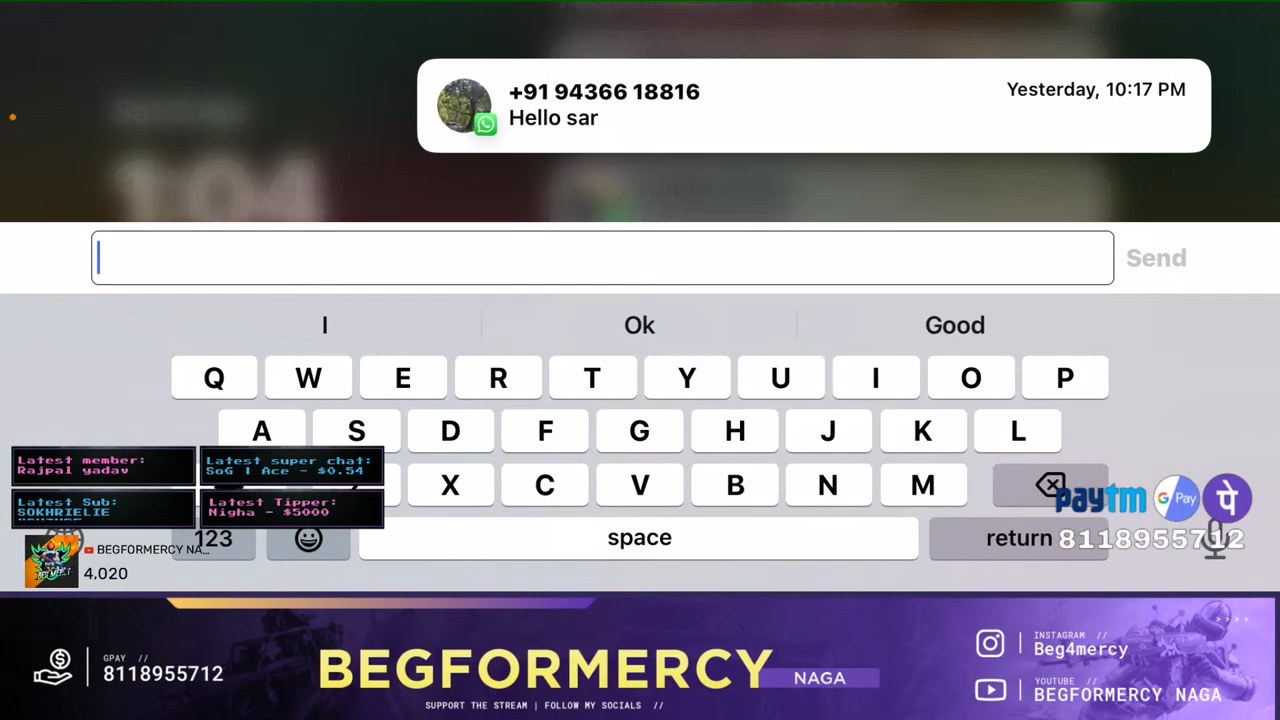 +91 94366 18816
Yesterday, 10:17 PM
Hello sar
1:04
Send
I
Ok
Good
Q W E R T Y U I O P
A S D F G H J K L
X C V B N M
123
space
return
Latest member:
Rajpal yadav
Latest super chat:
SoG I Ace - $0.54
Latest Sub:
SOKHRIELIE
Latest Tipper:
Nigha - $5000
BEGFORMERCY NA...
4,020
paytm
G Pay
पे
8118955712
GPAY //
8118955712
BEGFORMERCY
NAGA
SUPPORT THE STREAM | FOLLOW MY SOCIALS //
INSTAGRAM //
Beg4mercy
YOUTUBE //
BEGFORMERCY NAGA